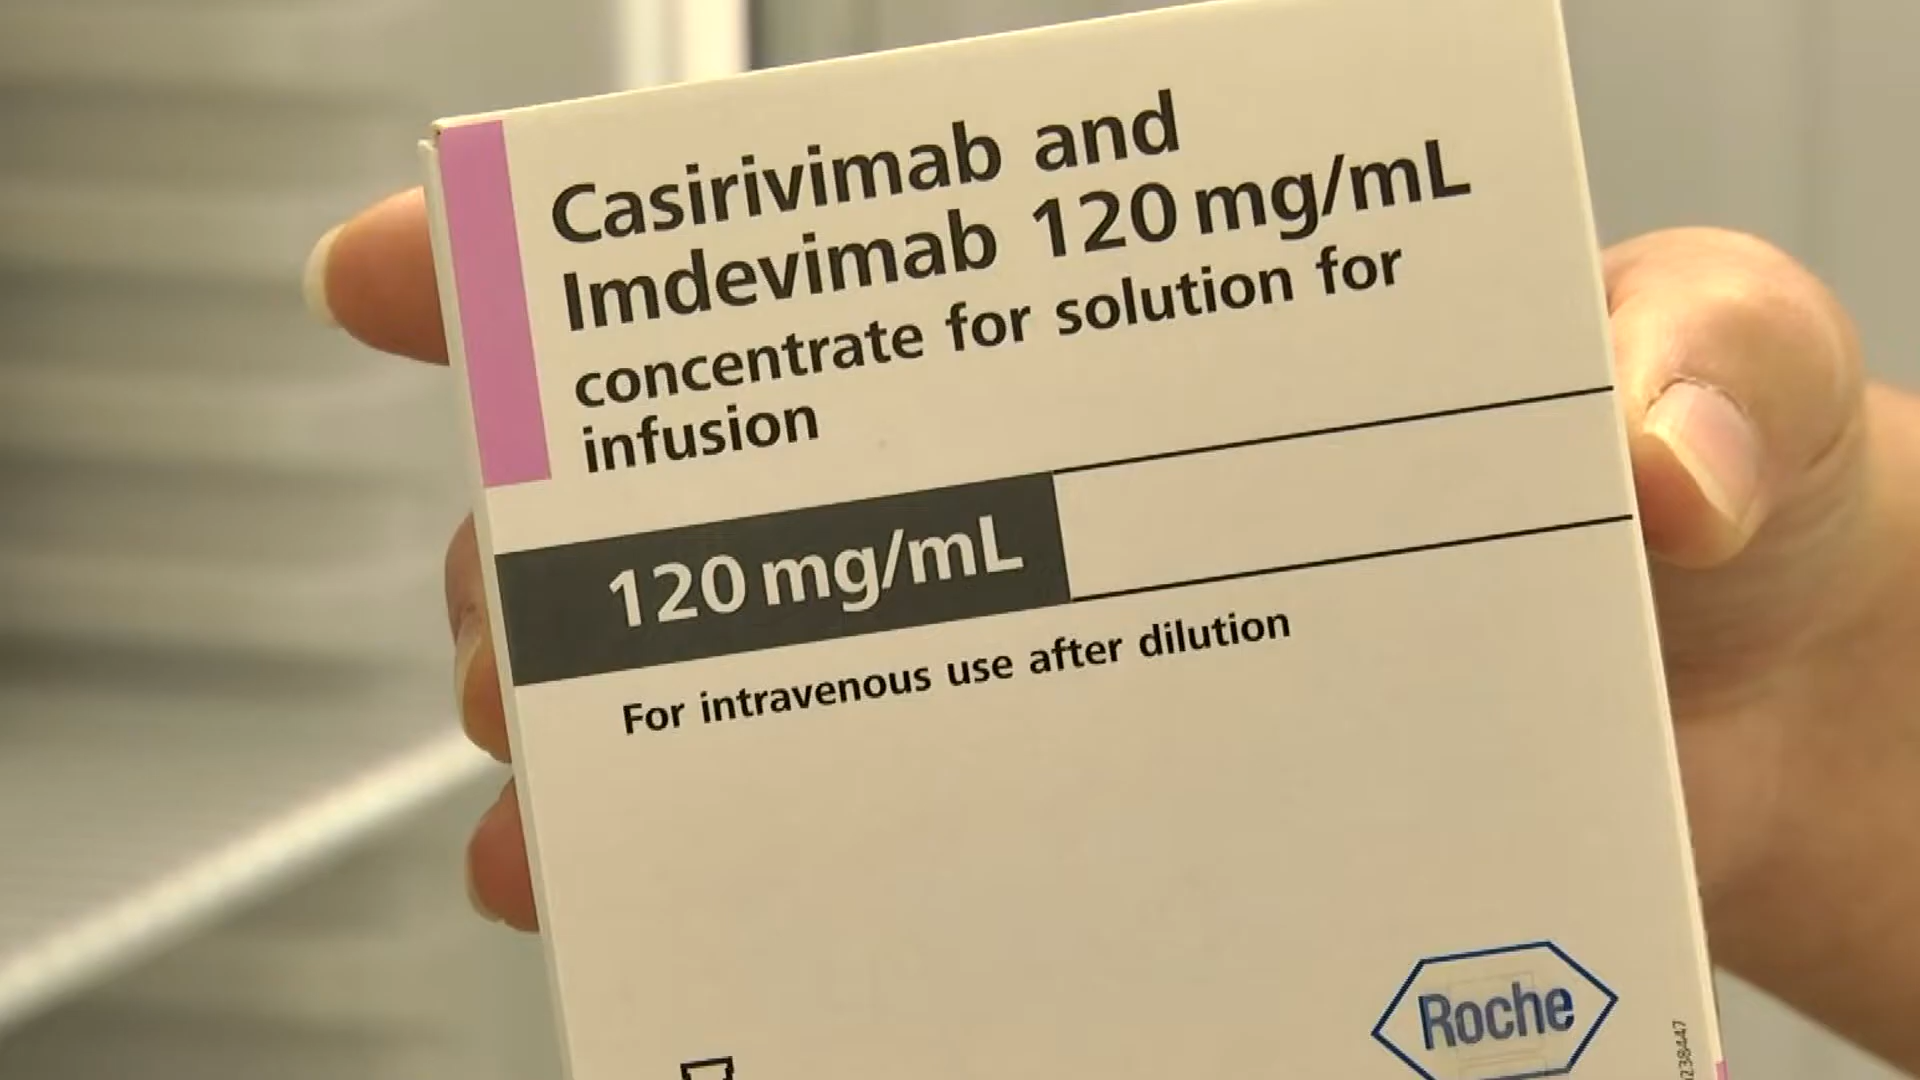 Casirivimab and
Imdevimab 120 mg/mL
concentrate for solution for
infusion
120 mg/mL
For intravenous use after dilution
Roche